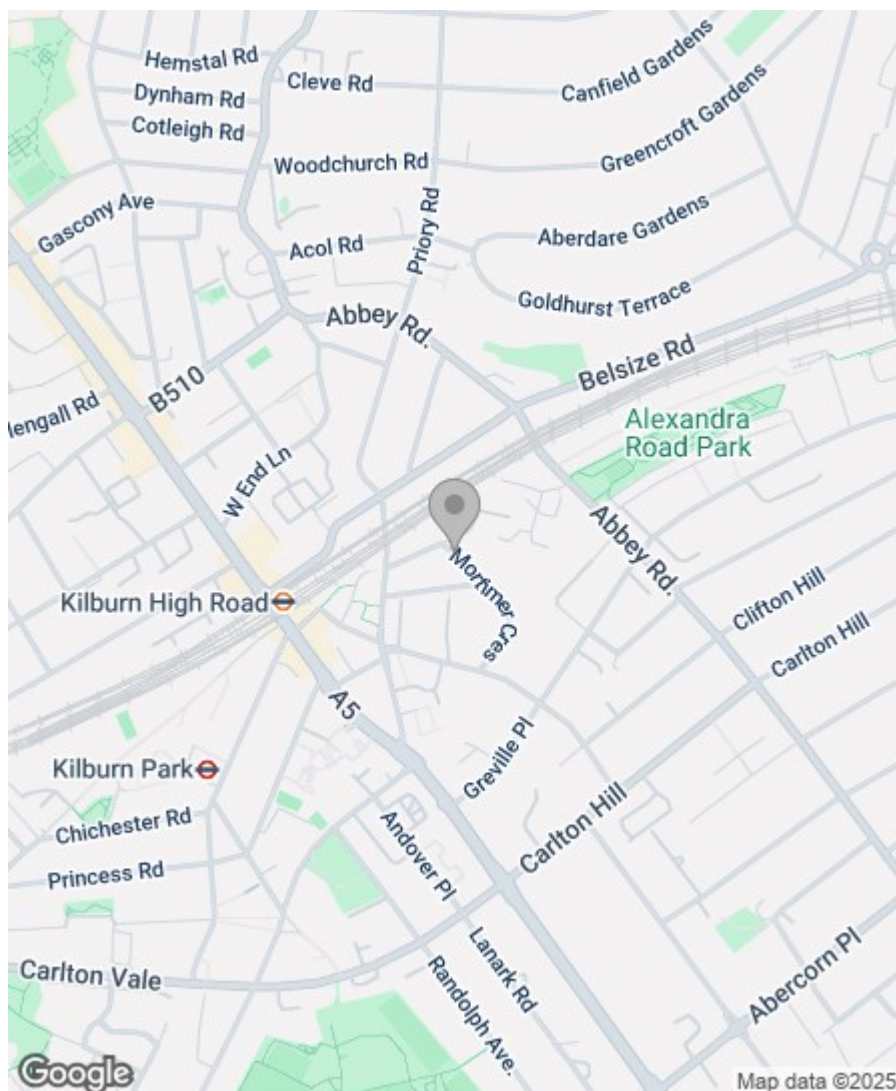 Hemstal Rd
Cleve Rd
Canfield Gardens
Dynham Rd
Cotleigh Rd
Greencroft Gardens
Woodchurch Rd
Gascony Ave
Priory Rd
Acol Rd
Aberdare Gardens
Goldhurst Terrace
Abbey Rd.
Belsize Rd
B510
lengall Rd
Alexandra
Road Park
W End Ln
Abbey Rd.
Mortimer Cres
Kilburn High Road
Clifton Hill
Carlton Hill
A5
Greville Pl
Kilburn Park
Chichester Rd
Andover Pl
Carlton Hill
Princess Rd
Lanark Rd
Carlton Vale
Randolph Ave.
Abercorn Pl
Google
Map data ©2025